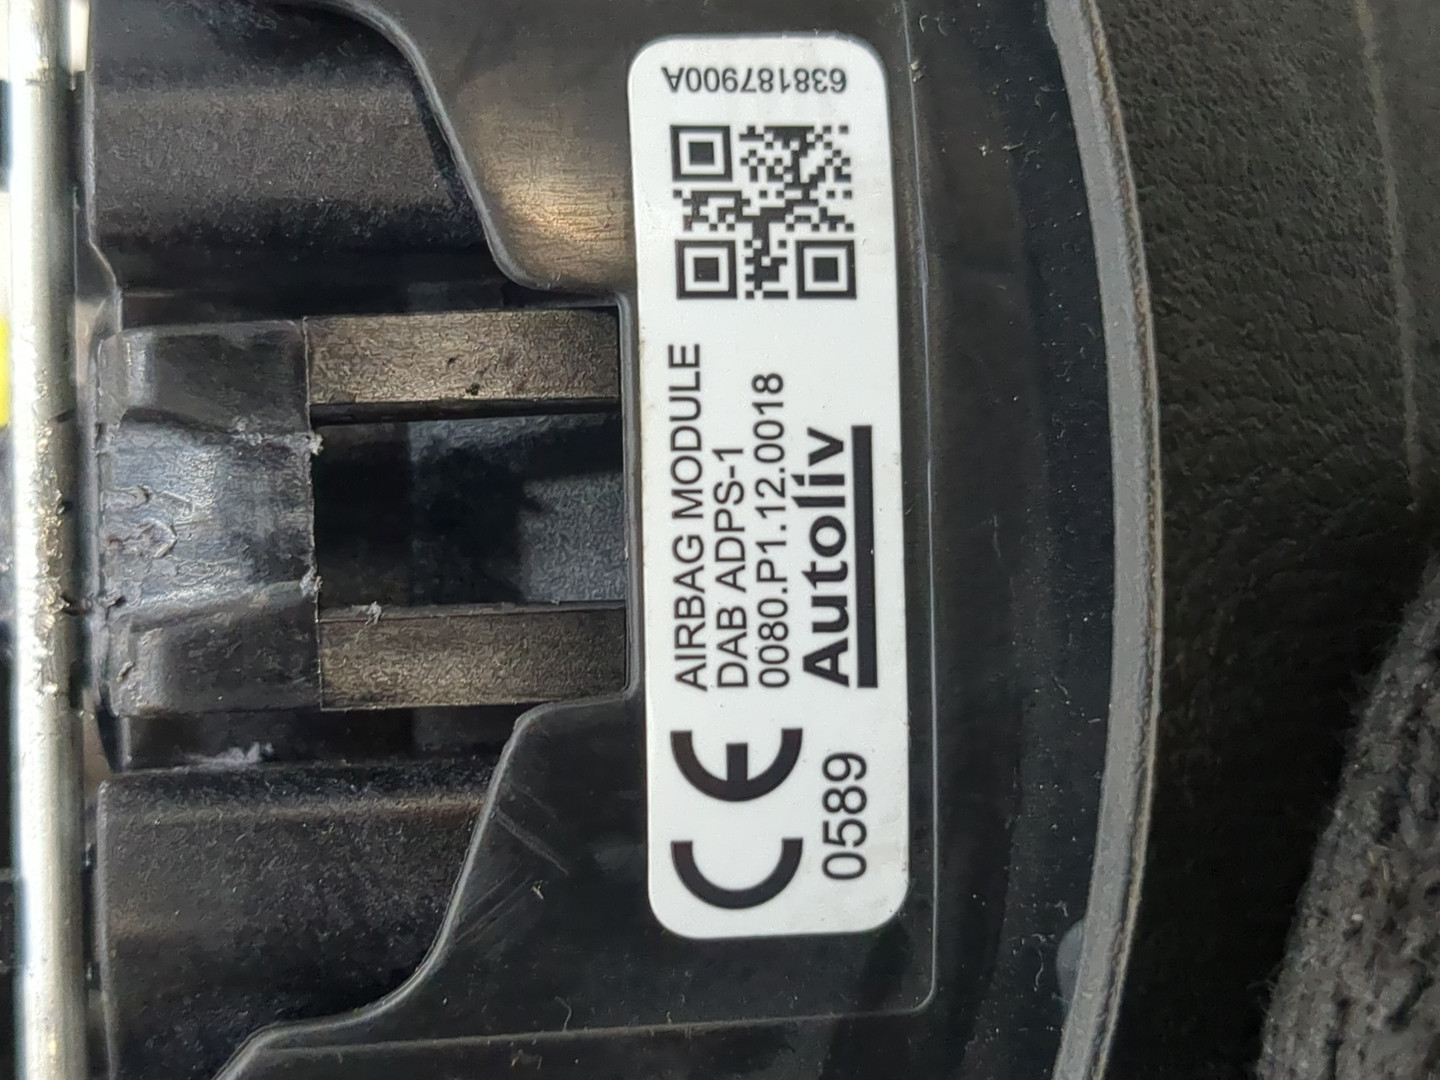 AIRBAG MODULE
DAB ADPS-1
0080.P1.12.0018
Autoliv
CE
0589
638187900A